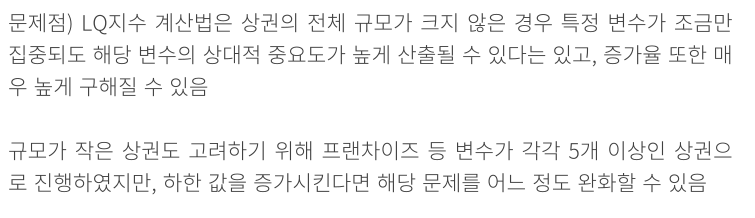 문제점) LQ지수 계산법은 상권의 전체 규모가 크지 않은 경우 특정 변수가 조금만
집중되도 해당 변수의 상대적 중요도가 높게 산출될 수 있다는 있고, 증가율 또한 매
우 높게 구해질 수 있음
규모가 작은 상권도 고려하기 위해 프랜차이즈 등 변수가 각각 5개 이상인 상권으
로 진행하였지만, 하한 값을 증가시킨다면 해당 문제를 어느 정도 완화할 수 있음